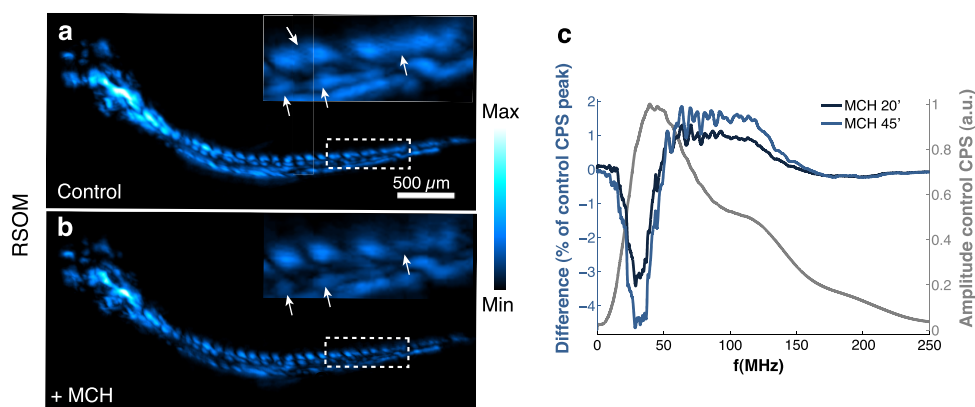 a
Control
500 µm
RSOM
b
+ MCH
Max
Min
c
Difference (% of control CPS peak)
2
1
0
−1
−2
−3
−4
MCH 20'
MCH 45'
1
0.8
0.6
0.4
0.2
0
Amplitude control CPS (a.u.)
0 50 100 150 200 250
f(MHz)